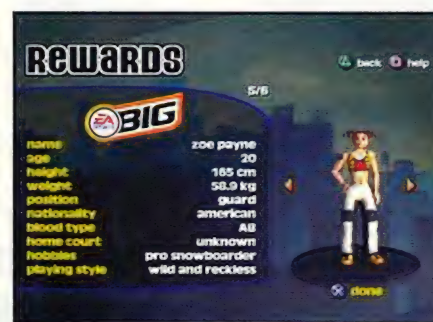 Rewards
back help
5/6
EA SPORTS BIG
name zoe payne
age 20
height 165 cm
weight 58.9 kg
position guard
nationality american
blood type AB
home court unknown
hobbies pro snowboarder
playing style wild and reckless
done